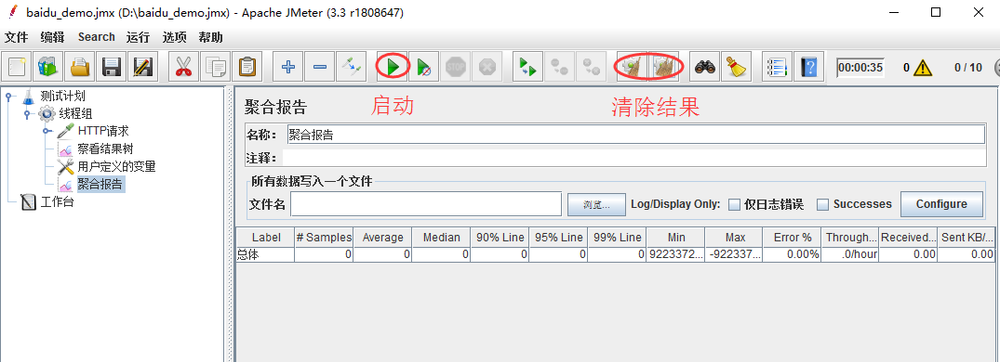 baidu_demo.jmx (D:\baidu_demo.jmx) - Apache JMeter (3.3 r1808647)
文件 编辑 Search 运行 选项 帮助
STOP 00:00:35 0 0 / 10
启动 清除结果
测试计划
线程组
HTTP请求
察看结果树
用户定义的变量
聚合报告
工作台
聚合报告
名称: 聚合报告
注释:
所有数据写入一个文件
文件名 浏览... Log/Display Only: 仅日志错误 Successes Configure
Label # Samples Average Median 90% Line 95% Line 99% Line Min Max Error % Through... Received... Sent KB/...
总体 0 0 0 0 0 0 9223372... -922337... 0.00% .0/hour 0.00 0.00